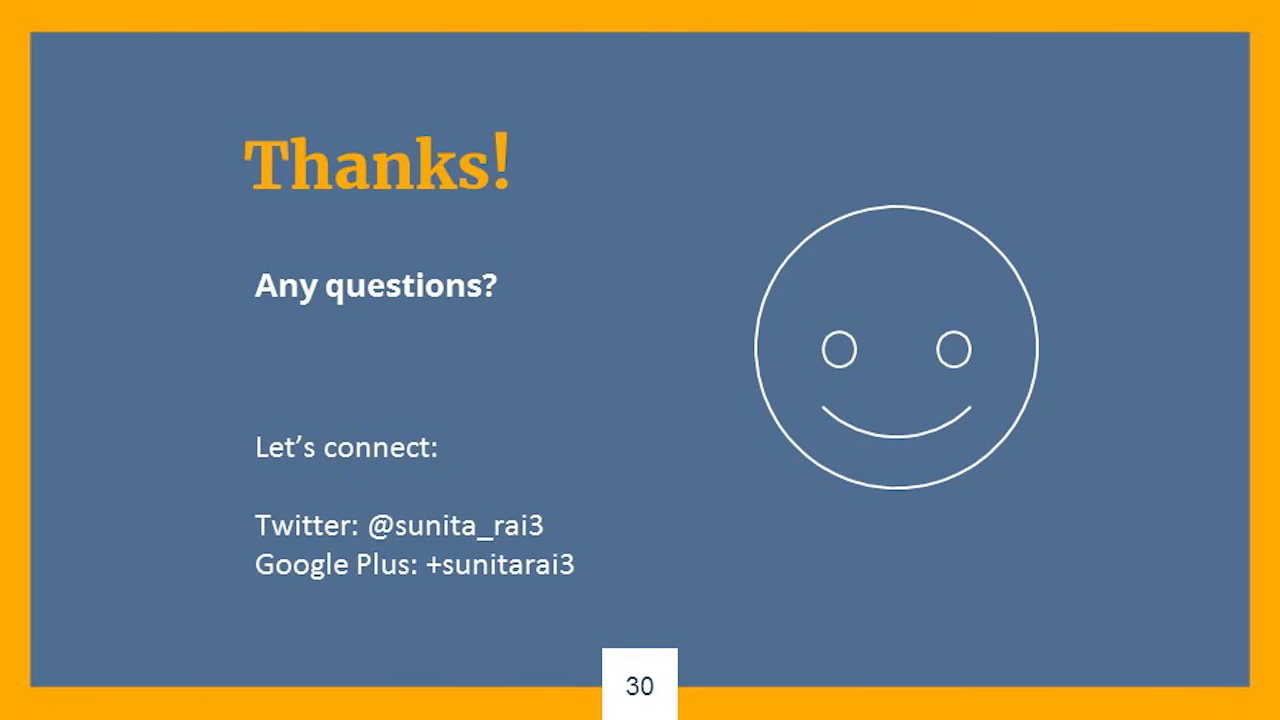 Thanks!
Any questions?
Let’s connect:
Twitter: @sunita_rai3
Google Plus: +sunitarai3
30